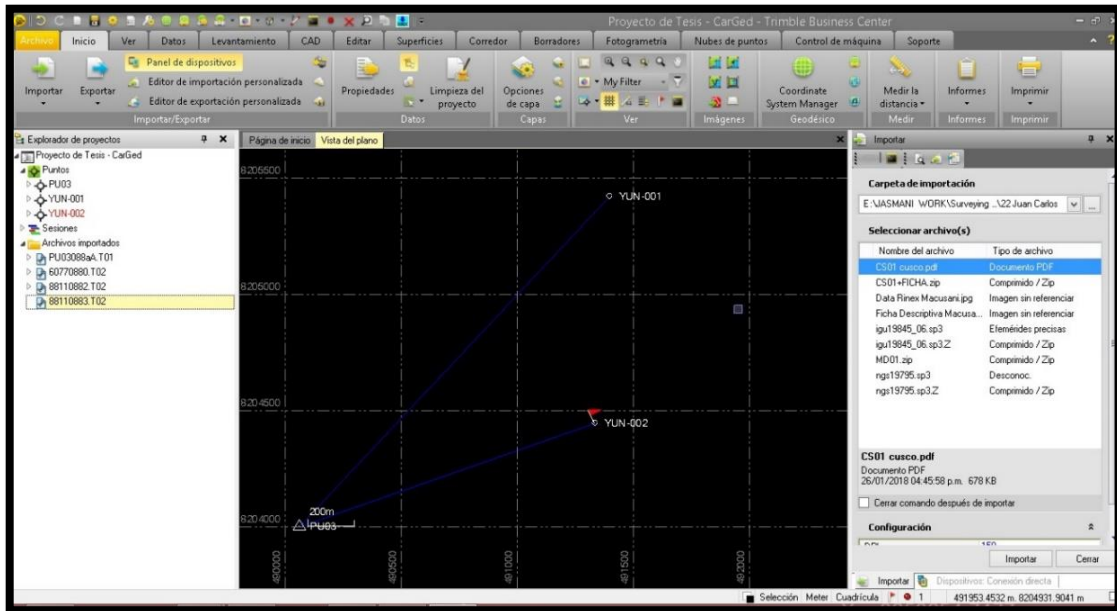 Proyecto de Tesis - CarGed - Trimble Business Center
Archivo Inicio Ver Datos Levantamiento CAD Editar Superficies Corredor Borradores Fotogrametría Nubes de puntos Control de máquina Soporte
Importar
Exportar
Panel de dispositivos
Editor de importación personalizada
Editor de exportación personalizada
Importar/Exportar
Propiedades
Limpieza del
proyecto
Datos
Opciones
de capa
Capas
My Filter
Ver
Imágenes
Coordinate
System Manager
Geodésico
Medir la
distancia
Medir
Informes
Informes
Imprimir
Imprimir
Explorador de proyectos
Proyecto de Tesis - CarGed
Puntos
PU03
YUN-001
YUN-002
Sesiones
Archivos importados
PU03088aA.T01
60770880.T02
88110882.T02
88110883.T02
Página de inicio Vista del plano
8205500
YUN-001
8205000
8204500
YUN-002
200m
8204000
PU03
490000
490500
491000
491500
492000
Importar
Carpeta de importación
E:\JASMANI WORK\Surveying ...\22 Juan Carlos
Seleccionar archivo(s)
Nombre del archivo Tipo de archivo
CS01 cusco.pdf Documento PDF
CS01+FICHA.zip Comprimido / Zip
Data Rinex Macusani.jpg Imagen sin referenciar
Ficha Descriptiva Macusa... Imagen sin referenciar
igu19845_06.sp3 Efemérides precisas
igu19845_06.sp3.Z Comprimido / Zip
MD01.zip Comprimido / Zip
ngs19795.sp3 Desconoc.
ngs19795.sp3.Z Comprimido / Zip
CS01 cusco.pdf
Documento PDF
26/01/2018 04:45:58 p.m. 678 KB
Cerrar comando después de importar
Configuración
DPI 150
Importar Cerrar
Importar Dispositivos: Conexión directa
Selección Meter Cuadrícula 1 491953.4532 m. 8204931.9041 m